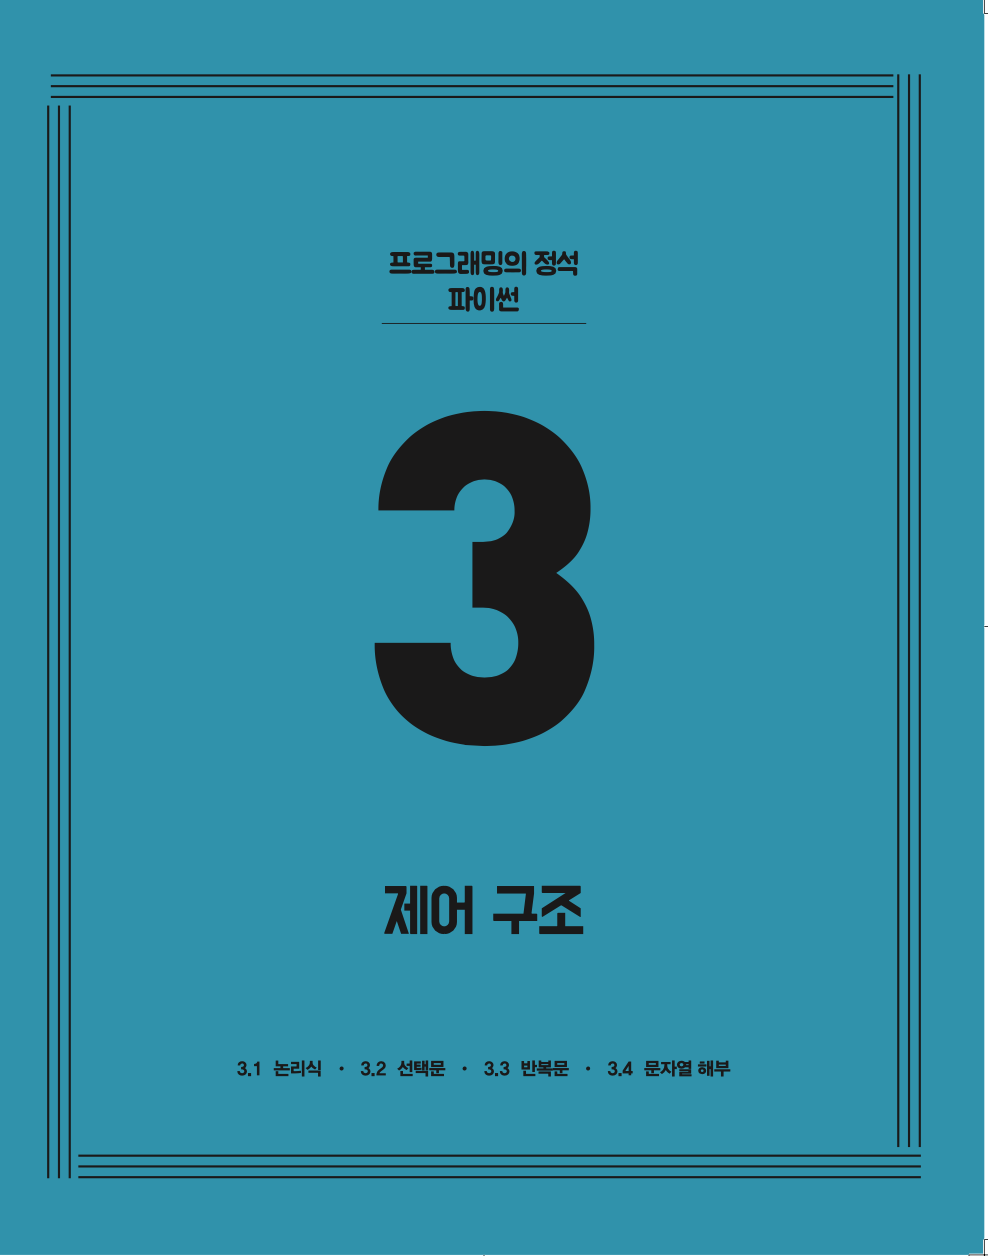 프로그래밍의 정석
파이썬
3
제어 구조
3.1 논리식 • 3.2 선택문 • 3.3 반복문 • 3.4 문자열 해부